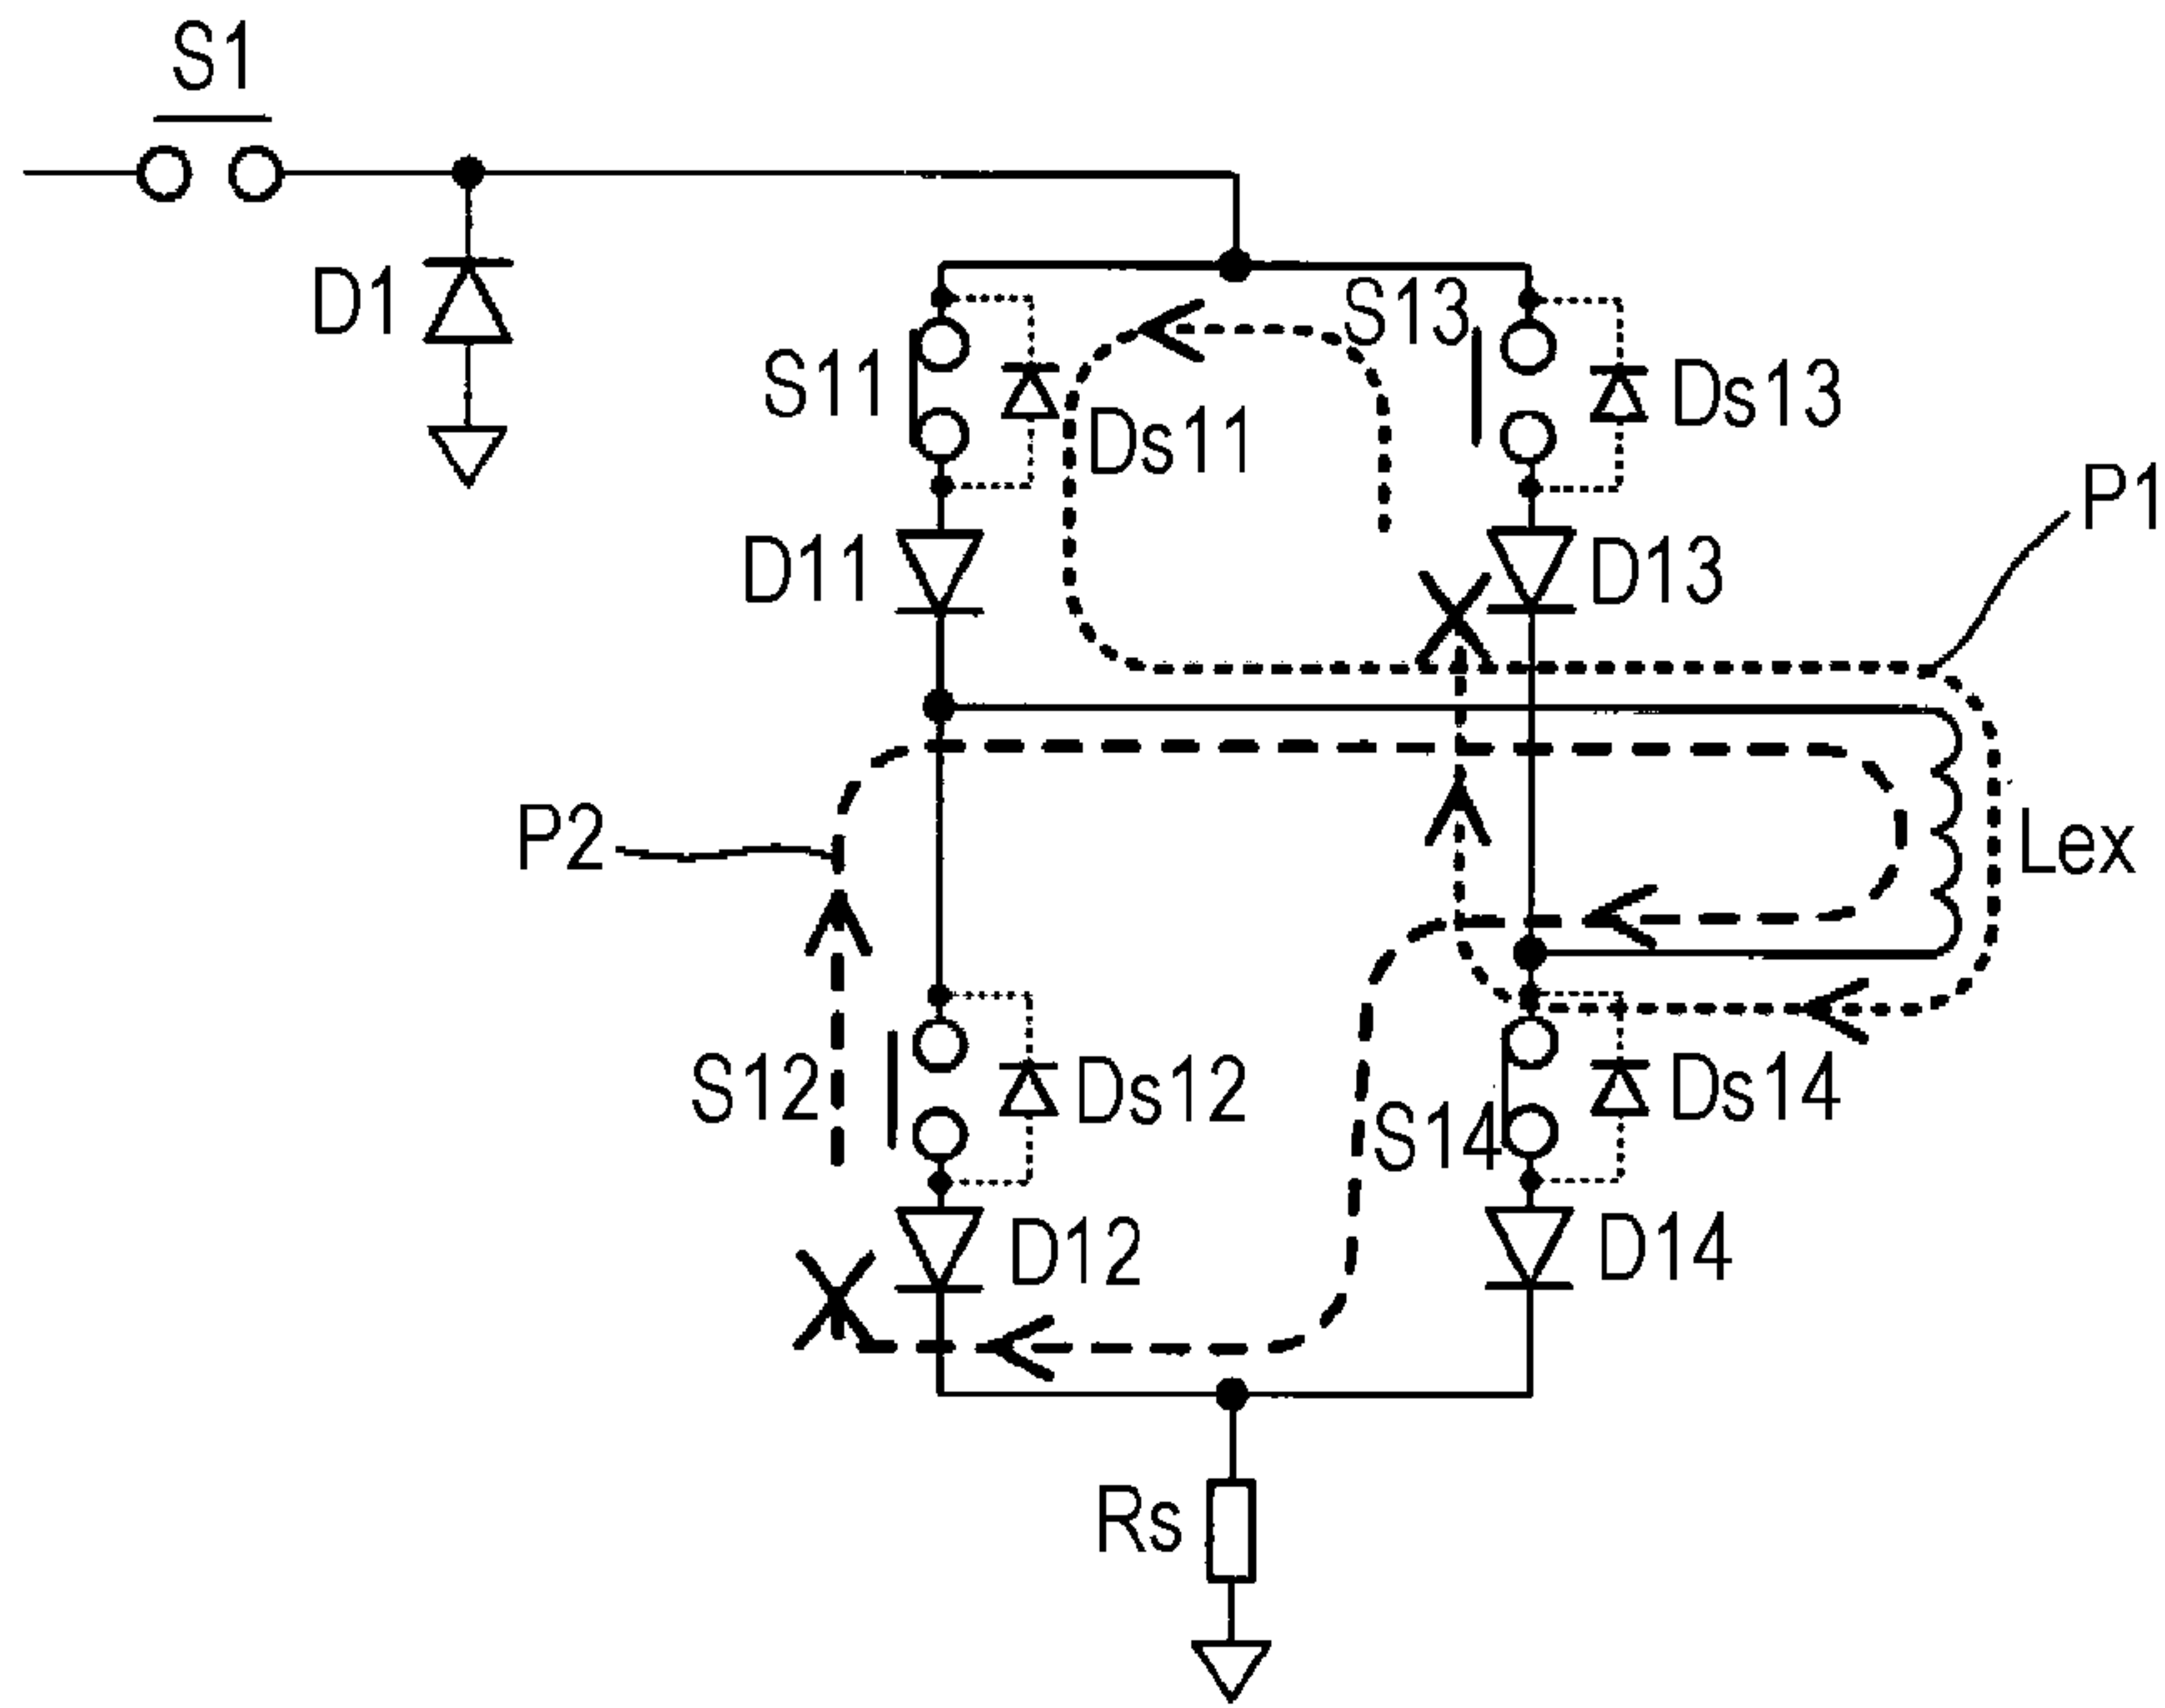 S1
D1
S11
Ds11
S13
Ds13
P1
D11
D13
P2
Lex
S12
Ds12
S14
Ds14
D12
D14
Rs